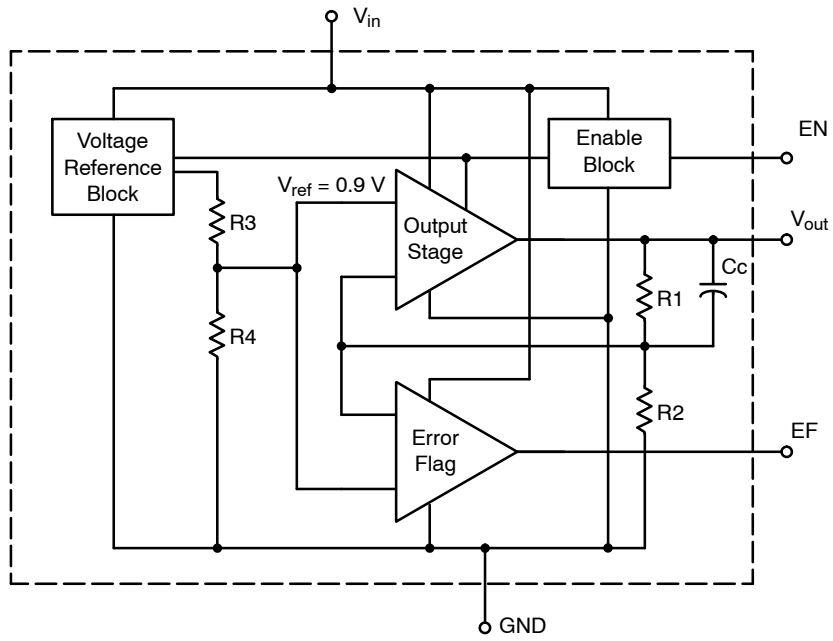 Vin
Voltage
Reference
Block
Enable
Block
EN
Vref = 0.9 V
R3
Output
Stage
Vout
Cc
R1
R4
R2
Error
Flag
EF
GND